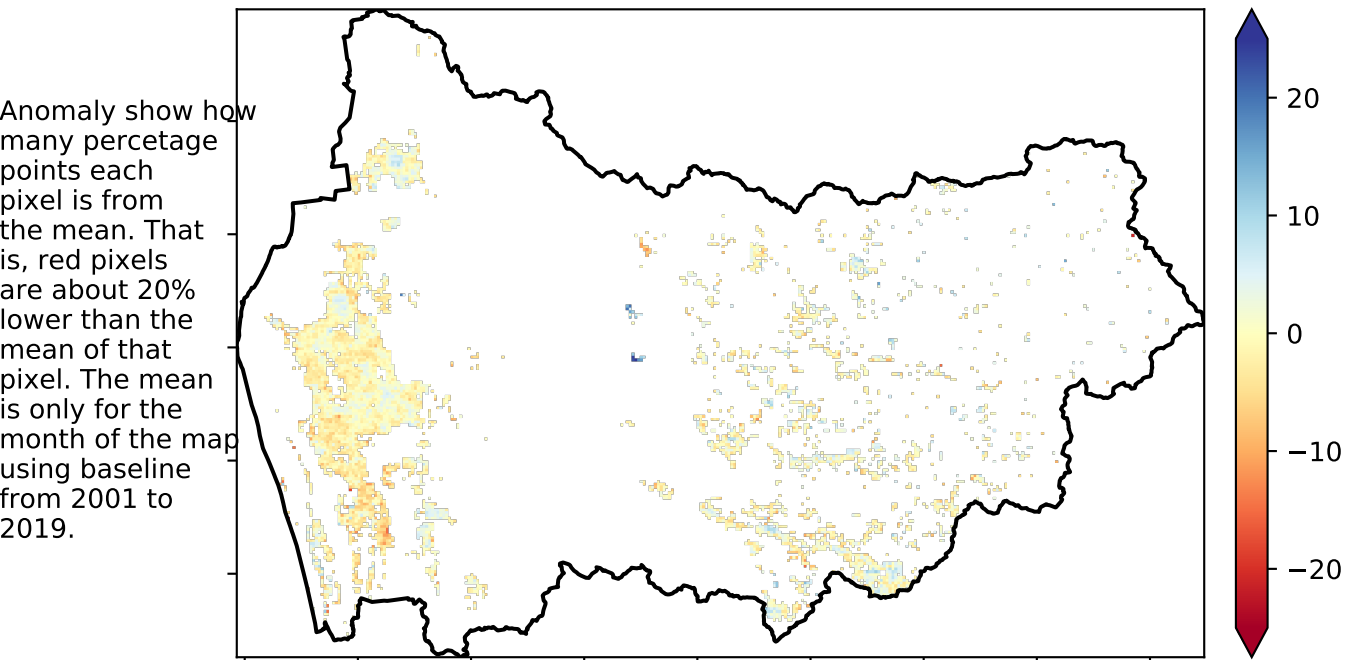 Anomaly show how
many percetage
points each
pixel is from
the mean. That
is, red pixels
are about 20%
lower than the
mean of that
pixel. The mean
is only for the
month of the map
using baseline
from 2001 to
2019.
20
10
0
−10
−20